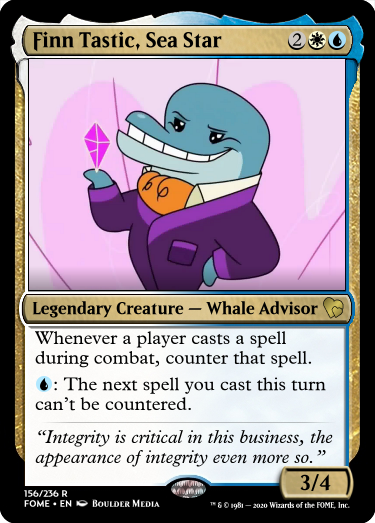 Finn Tastic, Sea Star 2
Legendary Creature — Whale Advisor
Whenever a player casts a spell
during combat, counter that spell.
: The next spell you cast this turn
can't be countered.
“Integrity is critical in this business, the
appearance of integrity even more so.”
3/4
156/236 R
FOME • EN Boulder Media
™ & © 1981 — 2020 Wizards of the FOME, Inc.